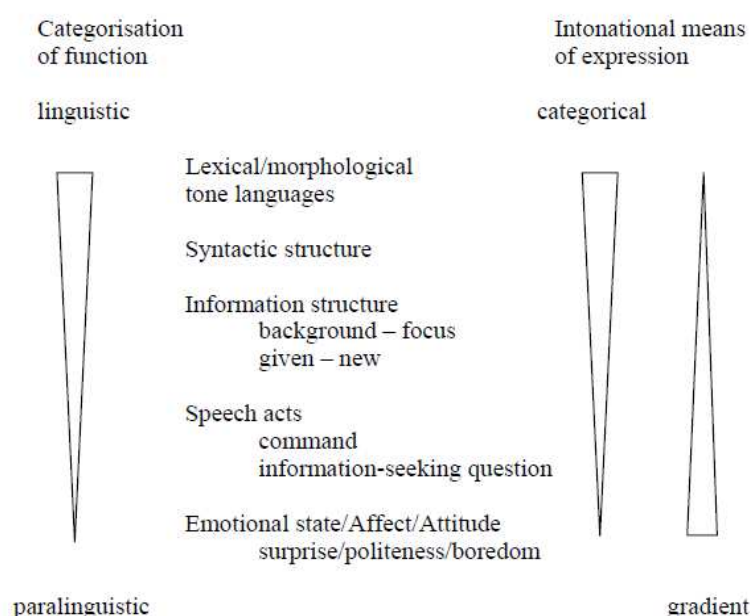 Categorisation
of function
Intonational means
of expression
linguistic
categorical
Lexical/morphological
tone languages
Syntactic structure
Information structure
background – focus
given – new
Speech acts
command
information-seeking question
Emotional state/Affect/Attitude
surprise/politeness/boredom
paralinguistic
gradient